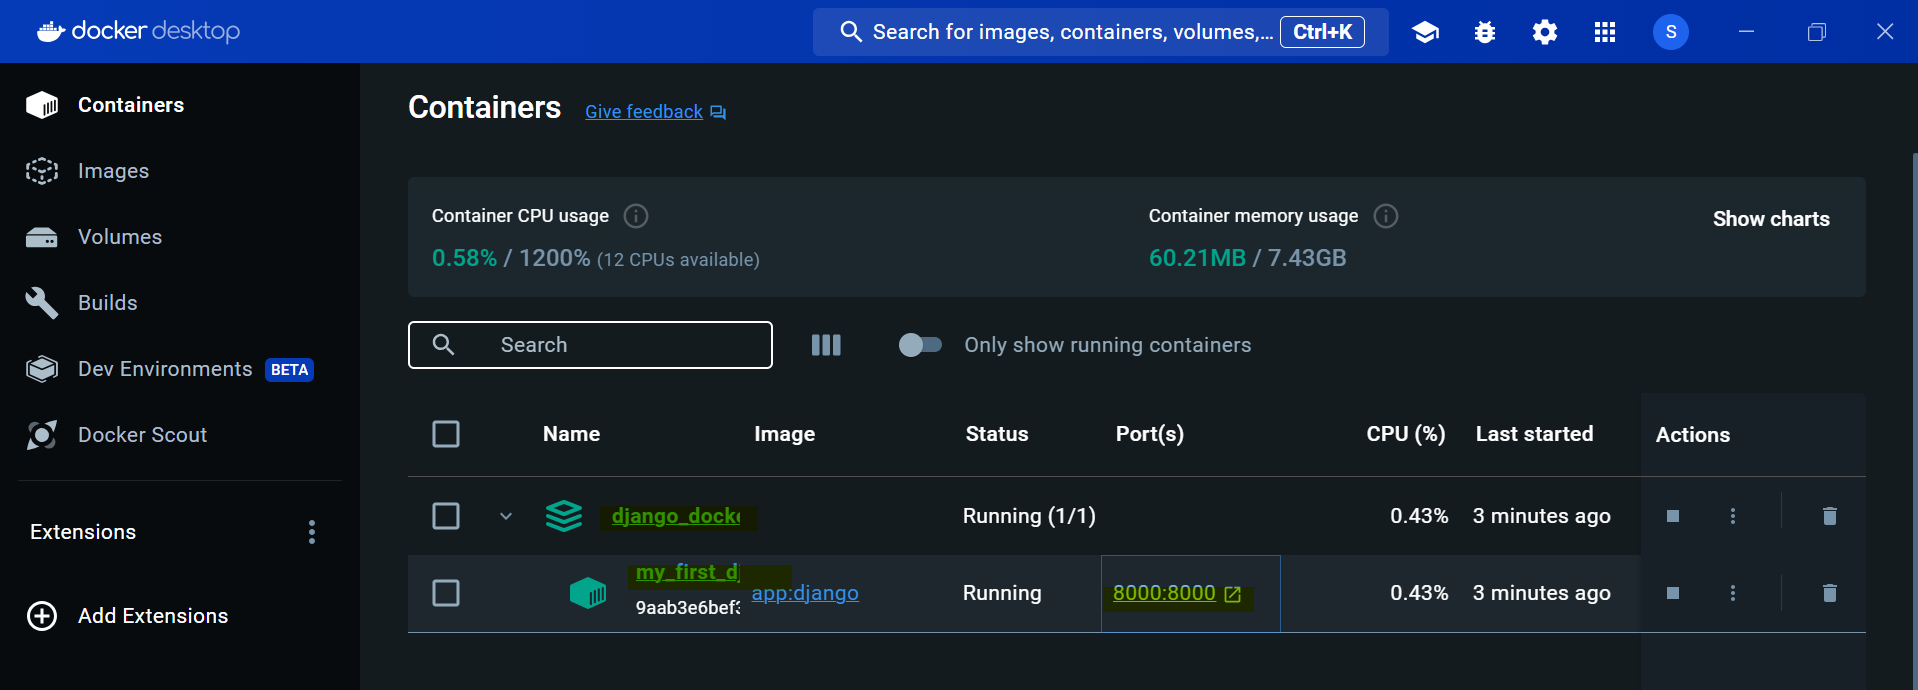 docker desktop
Search for images, containers, volumes,... Ctrl+K
S
Containers
Images
Volumes
Builds
Dev Environments BETA
Docker Scout
Extensions
Add Extensions
Containers Give feedback
Container CPU usage
0.58% / 1200% (12 CPUs available)
Container memory usage
60.21MB / 7.43GB
Show charts
Search
Only show running containers
Name Image Status Port(s) CPU (%) Last started Actions
django_docke Running (1/1) 0.43% 3 minutes ago
my_first_dj
9aab3e6bef3 app:django Running 8000:8000 0.43% 3 minutes ago